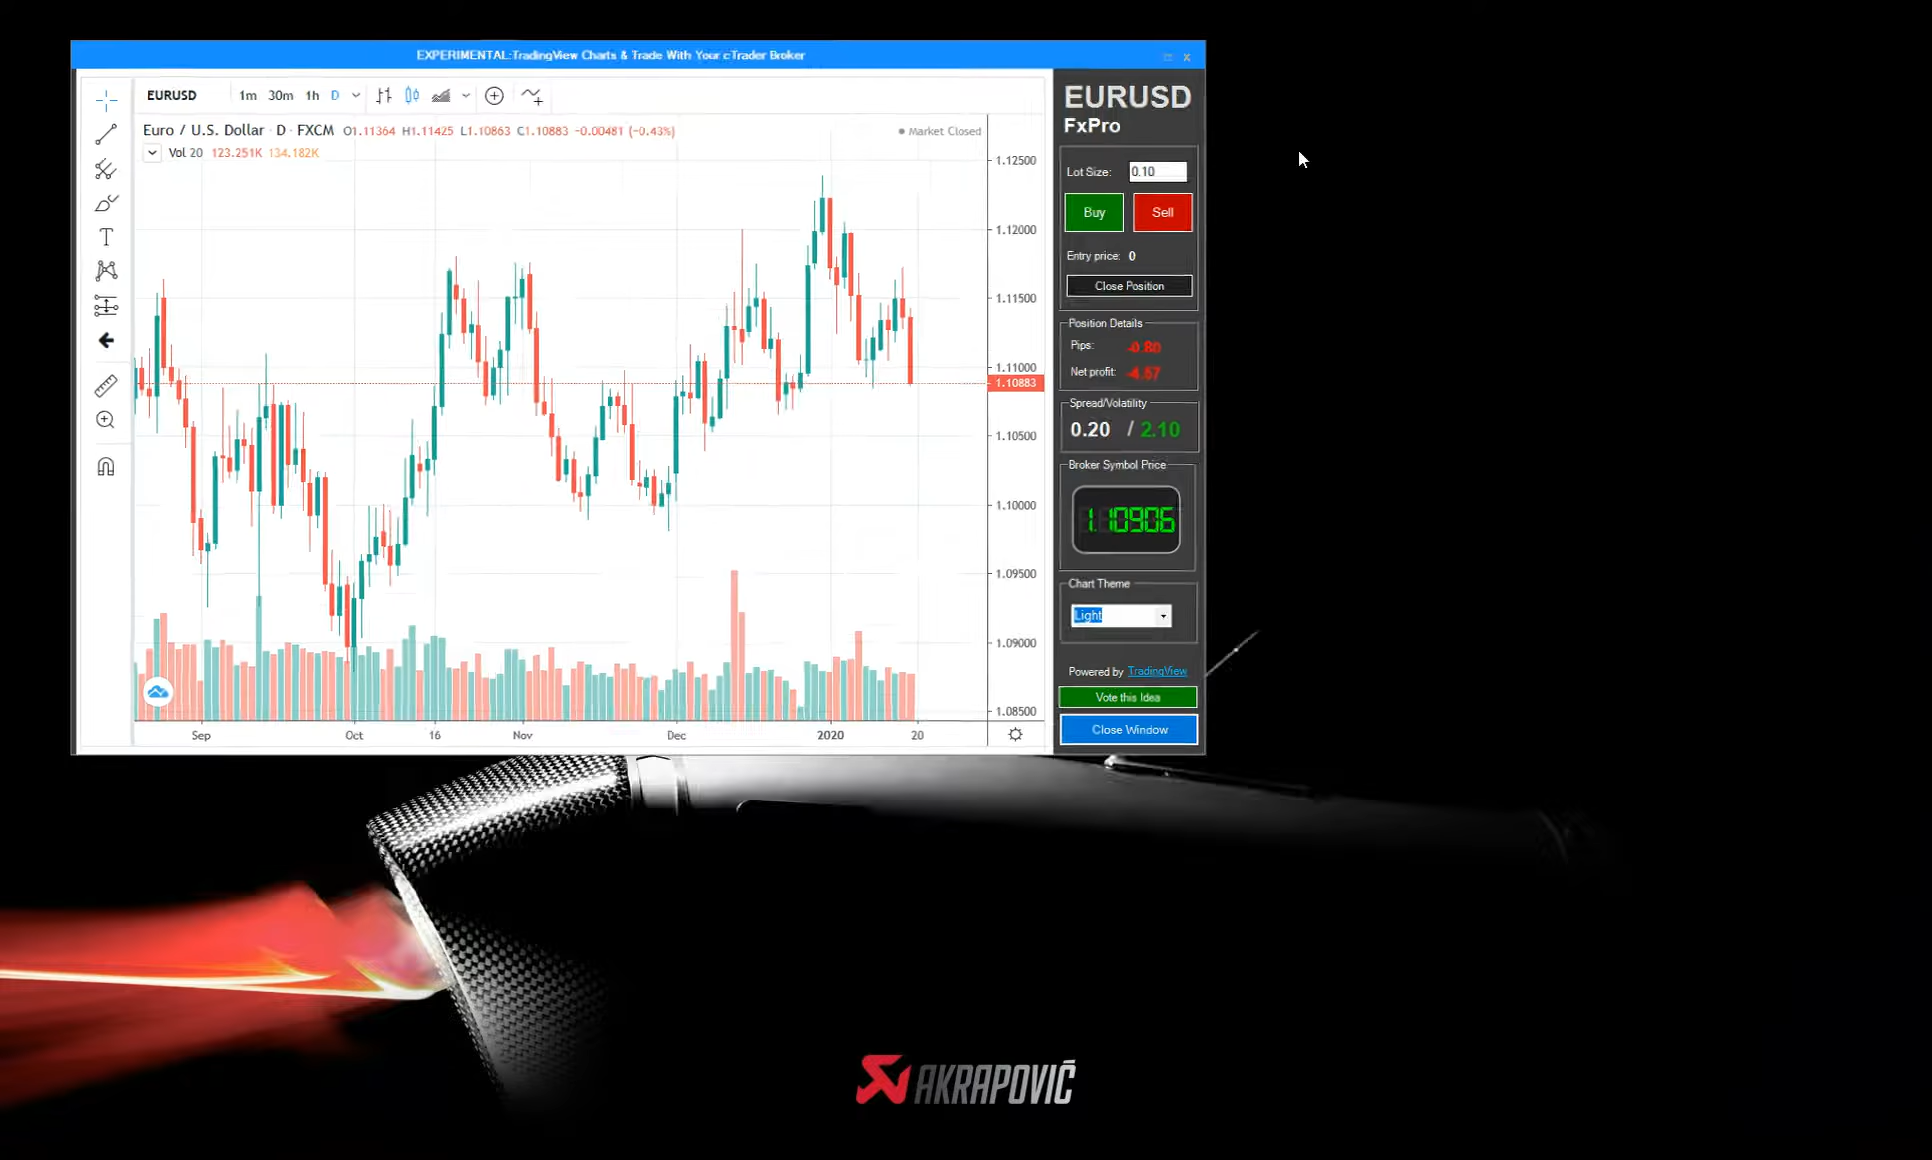 EXPERIMENTAL:TradingView Charts & Trade With Your cTrader Broker
EURUSD 1m 30m 1h D
Euro / U.S. Dollar · D · FXCM O1.11364 H1.11425 L1.10863 C1.10883 -0.00481 (-0.43%)
Market Closed
Vol 20 123.251K 134.182K
1.12500
1.12000
1.11500
1.11000
1.10883
1.10500
1.10000
1.09500
1.09000
1.08500
Sep Oct 16 Nov Dec 2020 20
EURUSD
FxPro
Lot Size: 0.10
Buy Sell
Entry price: 0
Close Position
Position Details
Pips: -0.80
Net profit: -4.57
Spread/Volatility
0.20 / 2.10
Broker Symbol Price
1.10906
Chart Theme
Light
Powered by TradingView
Vote this Idea
Close Window
AKRAPOVIČ